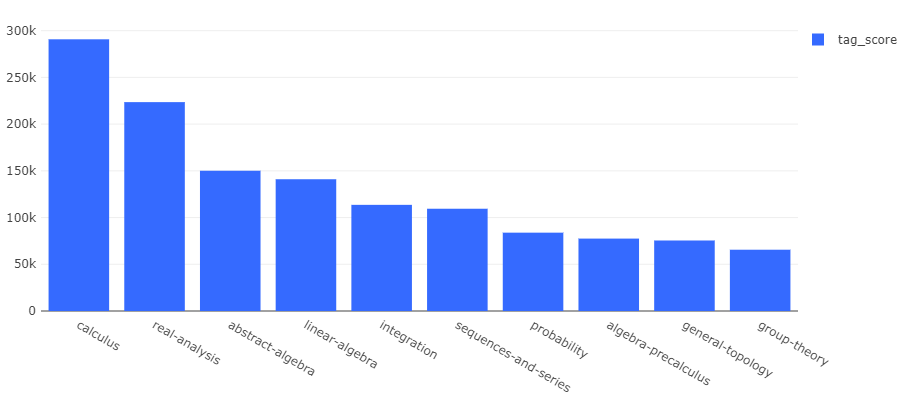 300k
250k
200k
150k
100k
50k
0
calculus
real-analysis
abstract-algebra
linear-algebra
integration
sequences-and-series
probability
algebra-precalculus
general-topology
group-theory
tag_score